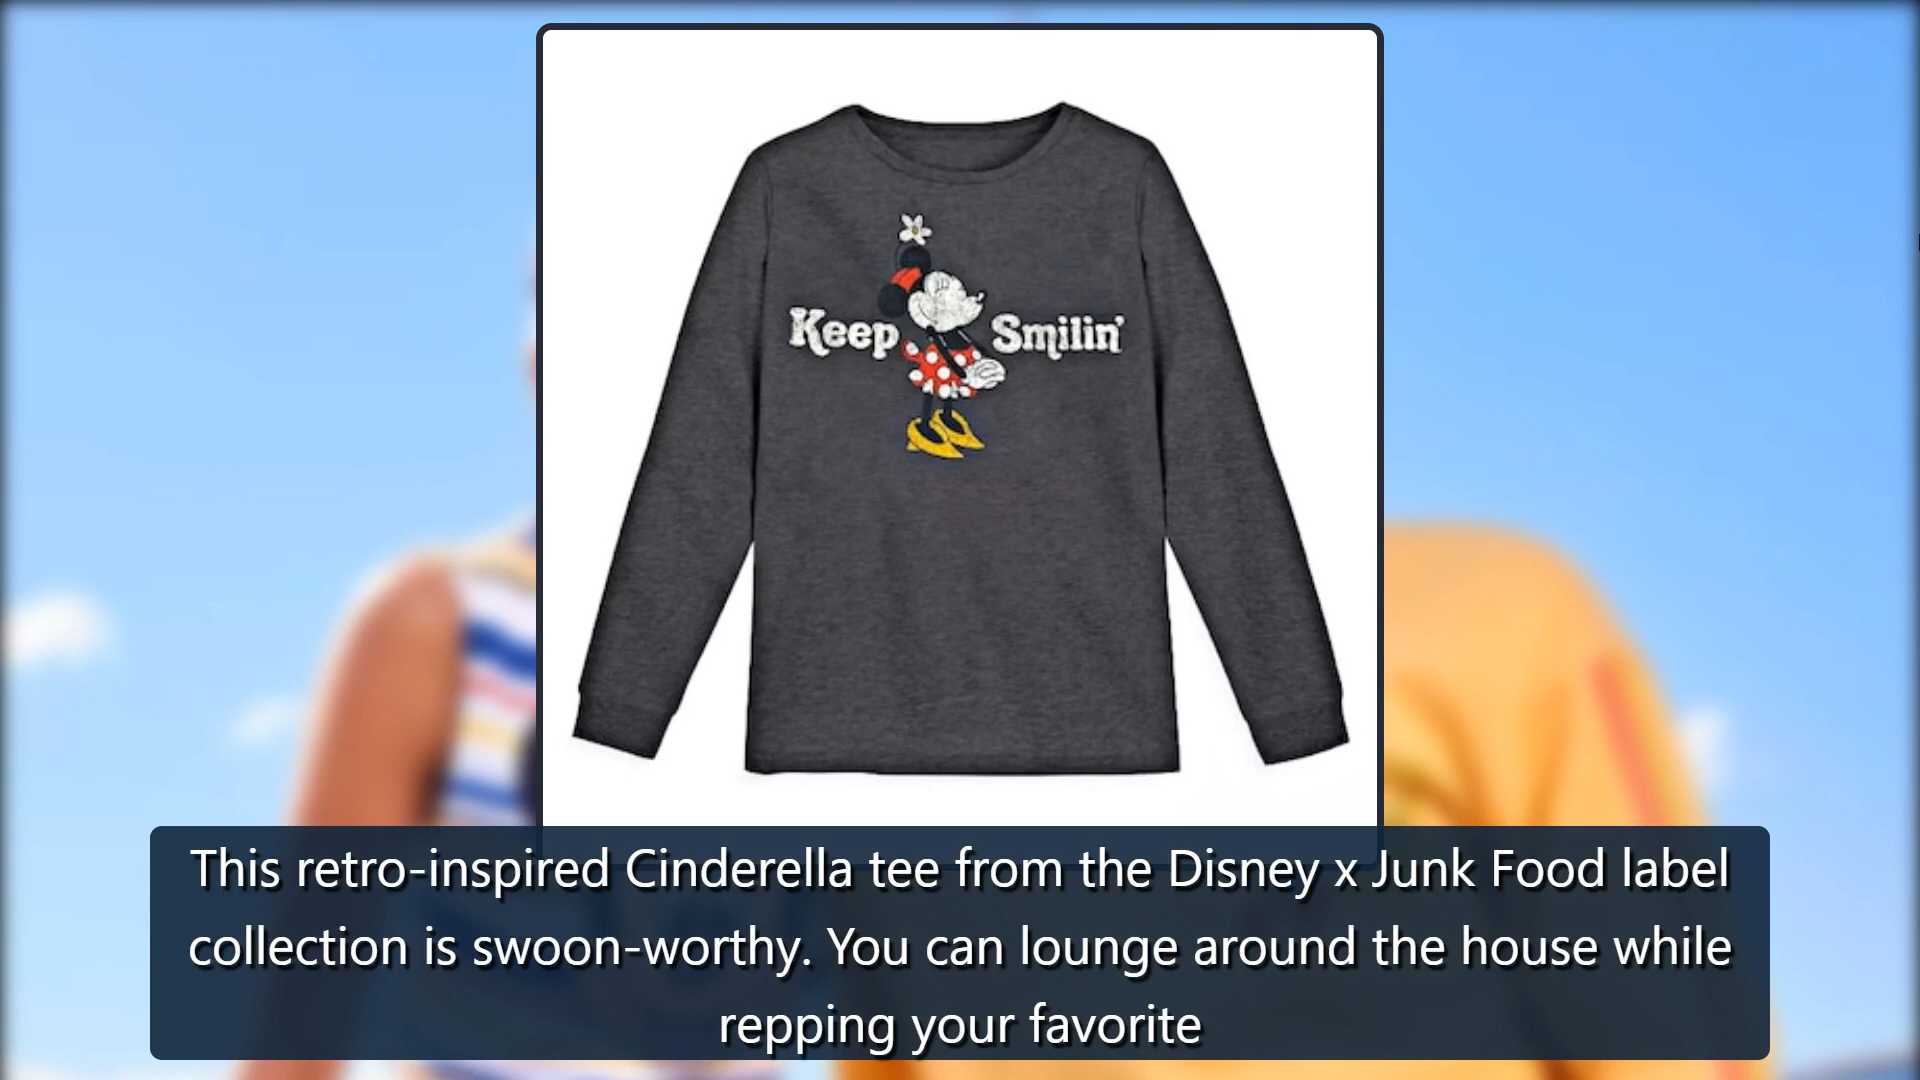 Keep Smilin'
This retro-inspired Cinderella tee from the Disney x Junk Food label
collection is swoon-worthy. You can lounge around the house while
repping your favorite